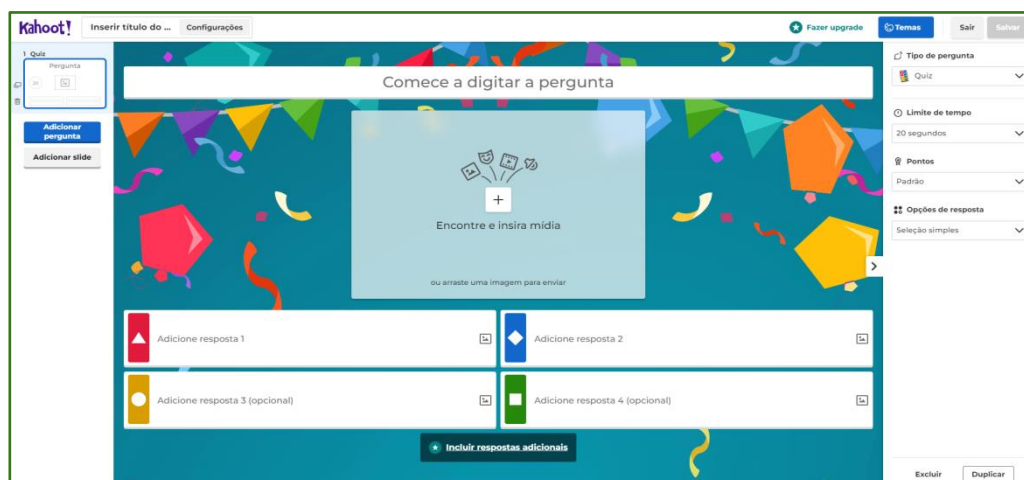 Kahoot!
Inserir título do ...
Configurações
Fazer upgrade
Temas
Sair
Salvar
1 Quiz
Pergunta
Adicionar
pergunta
Adicionar slide
Comece a digitar a pergunta
Encontre e insira mídia
ou arraste uma imagem para enviar
Adicione resposta 1
Adicione resposta 2
Adicione resposta 3 (opcional)
Adicione resposta 4 (opcional)
Incluir respostas adicionais
Tipo de pergunta
Quiz
Limite de tempo
20 segundos
Pontos
Padrão
Opções de resposta
Seleção simples
Excluir
Duplicar